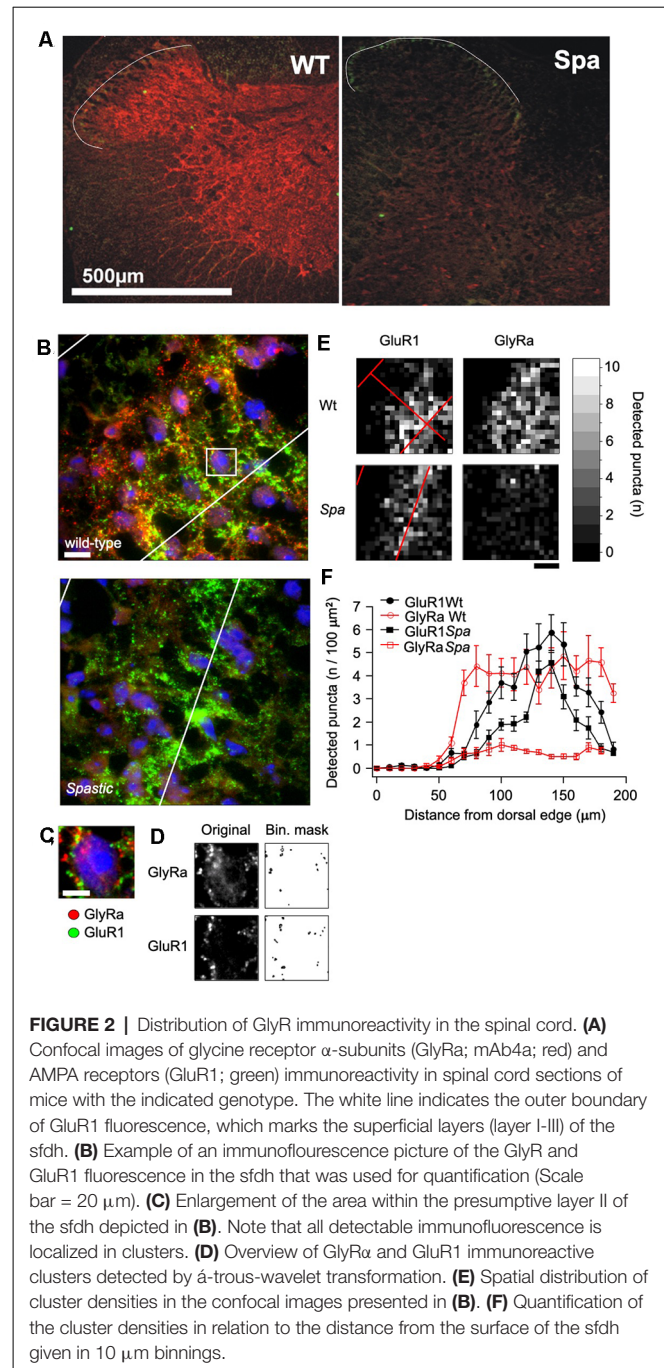 A
WT
Spa
500μm
B
wild-type
Spastic
C
GlyRa
GluR1
D
Original Bin. mask
GlyRa
GluR1
E
GluR1 GlyRa
Wt
Spa
10
8
6
4
2
0
Detected puncta (n)
F
GluR1Wt
GlyRa Wt
GluR1Spa
GlyRaSpa
Detected puncta (n / 100 μm²)
7
6
5
4
3
2
1
0
0 50 100 150 200
Distance from dorsal edge (μm)
FIGURE 2 | Distribution of GlyR immunoreactivity in the spinal cord. (A)
Confocal images of glycine receptor α-subunits (GlyRa; mAb4a; red) and
AMPA receptors (GluR1; green) immunoreactivity in spinal cord sections of
mice with the indicated genotype. The white line indicates the outer boundary
of GluR1 fluorescence, which marks the superficial layers (layer I-III) of the
sfdh. (B) Example of an immunoflourescence picture of the GlyR and
GluR1 fluorescence in the sfdh that was used for quantification (Scale
bar = 20 μm). (C) Enlargement of the area within the presumptive layer II of
the sfdh depicted in (B). Note that all detectable immunofluorescence is
localized in clusters. (D) Overview of GlyRα and GluR1 immunoreactive
clusters detected by á-trous-wavelet transformation. (E) Spatial distribution of
cluster densities in the confocal images presented in (B). (F) Quantification of
the cluster densities in relation to the distance from the surface of the sfdh
given in 10 μm binnings.